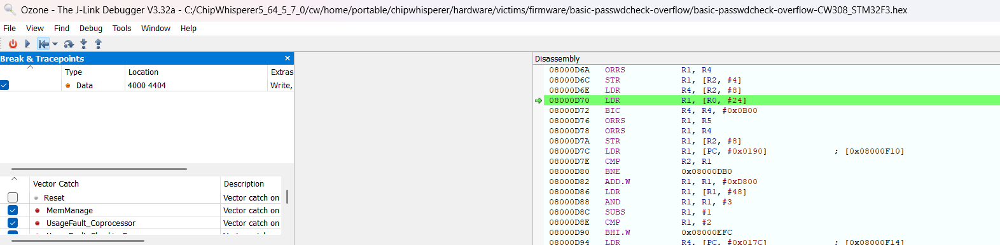 Ozone - The J-Link Debugger V3.32a - C:/ChipWhisperer5_64_5_7_0/cw/home/portable/chipwhisperer/hardware/victims/firmware/basic-passwdcheck-overflow/basic-passwdcheck-overflow-CW308_STM32F3.hex
File View Find Debug Tools Window Help
Break & Tracepoints
Type Location Extras
Data 4000 4404 Write,
Vector Catch Description
Reset Vector catch on
MemManage Vector catch on
UsageFault_Coprocessor Vector catch on
Disassembly
08000D6A ORRS R1, R4
08000D6C STR R1, [R2, #4]
08000D6E LDR R4, [R2, #8]
08000D70 LDR R1, [R0, #24]
08000D72 BIC R4, R4, #0x0B00
08000D76 ORRS R1, R5
08000D78 ORRS R1, R4
08000D7A STR R1, [R2, #8]
08000D7C LDR R1, [PC, #0x0190] ; [0x08000F10]
08000D7E CMP R2, R1
08000D80 BNE 0x08000DB0
08000D82 ADD.W R1, R1, #0xD800
08000D86 LDR R1, [R1, #48]
08000D88 AND R1, R1, #3
08000D8C SUBS R1, #1
08000D8E CMP R1, #2
08000D90 BHI.W 0x08000EFC
08000D94 LDR R4, [PC, #0x017C] ; [0x08000F14]